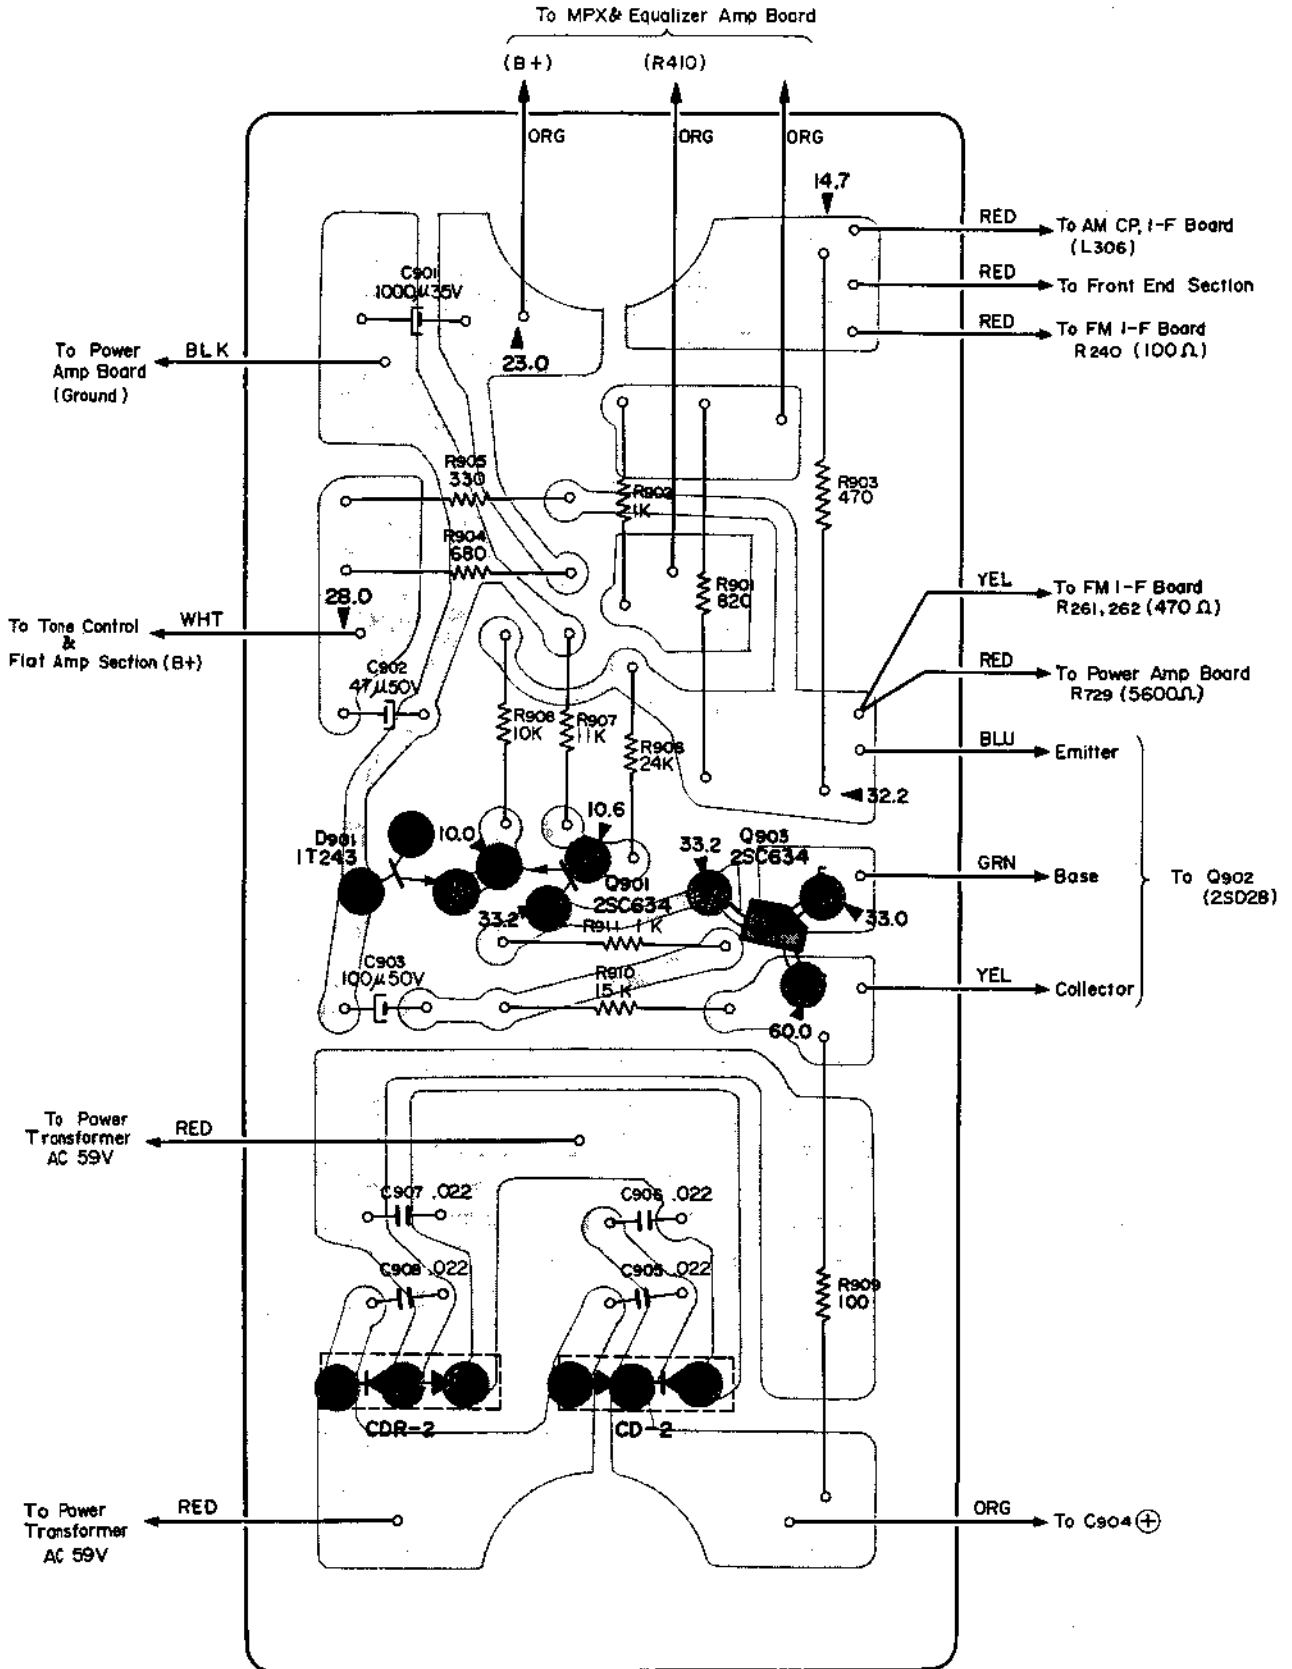 To MPX& Equalizer Amp Board
(B+)
(R410)
ORG
ORG
ORG
14.7
RED
To AM CP, I-F Board
(L306)
C901
1000µ35V
RED
To Front End Section
RED
To FM I-F Board
R240 (100Ω)
To Power
Amp Board
(Ground)
BLK
23.0
R905
330
R902
1K
R903
470
R904
680
28.0
R901
820
YEL
To FM I-F Board
R261, 262 (470Ω)
To Tone Control
&
Flat Amp Section (B+)
WHT
C902
47µ50V
RED
To Power Amp Board
R729 (5600Ω)
R908
10K
R907
11K
R906
24K
BLU
Emitter
32.2
D901
1T243
10.0
10.6
Q901
2SC634
33.2
33.2
Q903
2SC634
33.0
GRN
Base
To Q902
(2SD28)
R911 1K
C903
100µ50V
R910
15K
60.0
YEL
Collector
To Power
Transformer
AC 59V
RED
C907 .022
C906 .022
C908 .022
C905 .022
R909
100
CDR-2
CD-2
To Power
Transformer
AC 59V
RED
ORG
To C904 ⊕